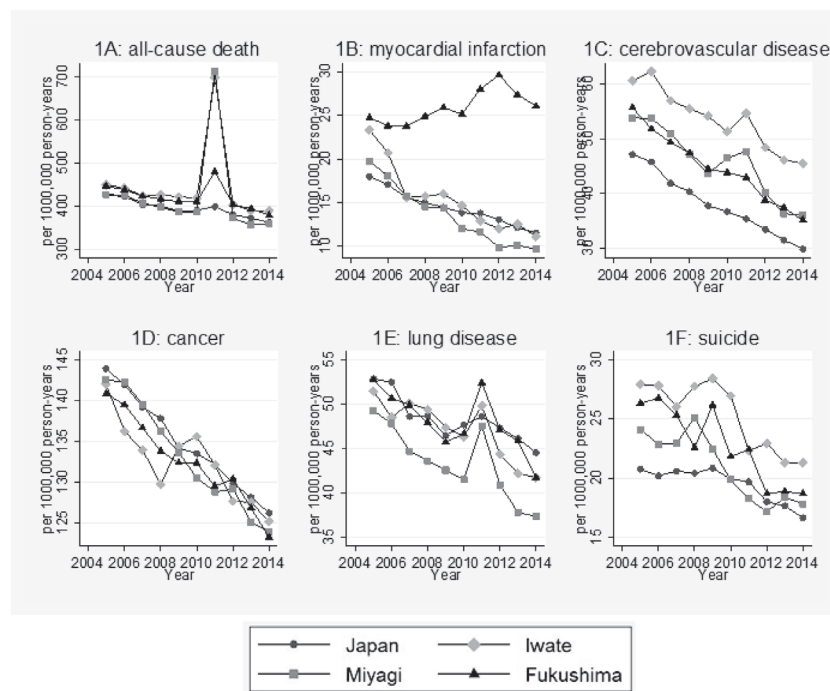 1A: all-cause death
per 1000,000 person-years
700
600
500
400
300
2004 2006 2008 2010 2012 2014
Year
1B: myocardial infarction
per 1000,000 person-years
30
25
20
15
10
2004 2006 2008 2010 2012 2014
Year
1C: cerebrovascular disease
per 1000,000 person-years
60
50
40
30
2004 2006 2008 2010 2012 2014
Year
1D: cancer
per 1000,000 person-years
145
140
135
130
125
2004 2006 2008 2010 2012 2014
Year
1E: lung disease
per 1000,000 person-years
55
50
45
40
35
2004 2006 2008 2010 2012 2014
Year
1F: suicide
per 1000,000 person-years
30
25
20
15
2004 2006 2008 2010 2012 2014
Year
Japan Iwate
Miyagi Fukushima